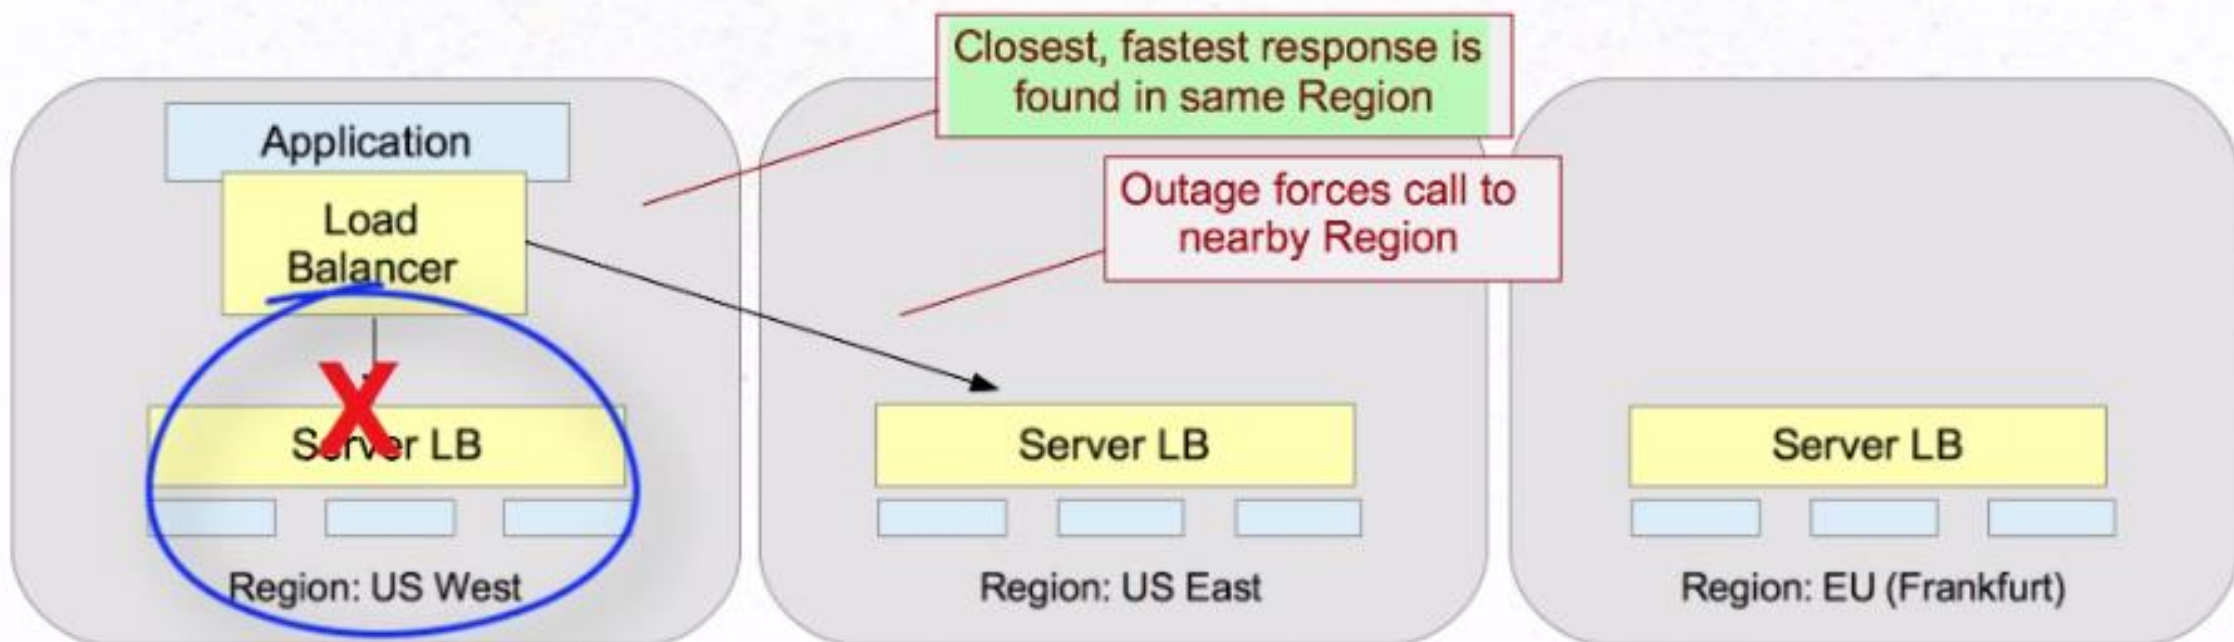 Closest, fastest response is
found in same Region
Application
Outage forces call to
nearby Region
Load
Balancer
X
Server LB
Server LB
Server LB
Region: US West
Region: US East
Region: EU (Frankfurt)